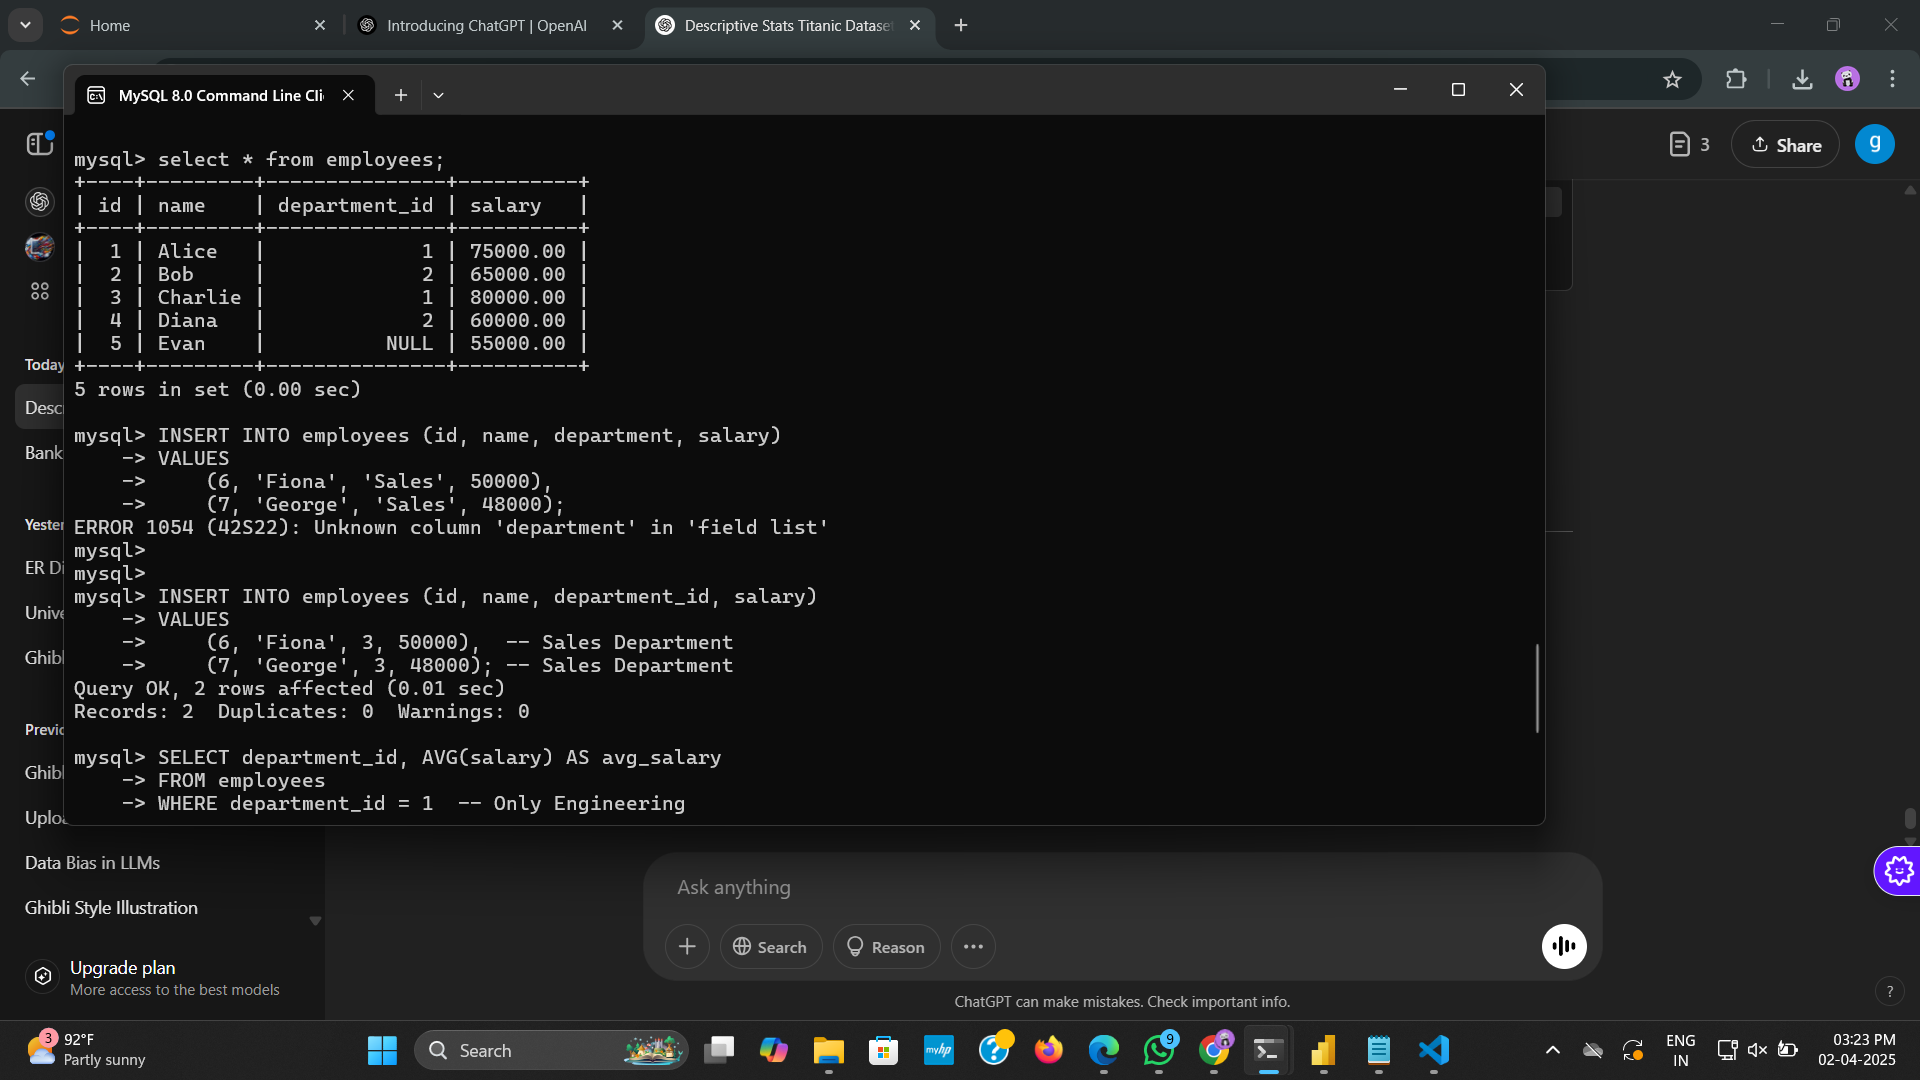 Home
Introducing ChatGPT | OpenAI
Descriptive Stats Titanic Datase
MySQL 8.0 Command Line Cli
3
Share
g
mysql> select * from employees;
+----+---------+---------------+----------+
| id | name    | department_id | salary   |
+----+---------+---------------+----------+
|  1 | Alice   |             1 | 75000.00 |
|  2 | Bob     |             2 | 65000.00 |
|  3 | Charlie |             1 | 80000.00 |
|  4 | Diana   |             2 | 60000.00 |
|  5 | Evan    |          NULL | 55000.00 |
+----+---------+---------------+----------+
5 rows in set (0.00 sec)
mysql> INSERT INTO employees (id, name, department, salary)
    -> VALUES
    ->     (6, 'Fiona', 'Sales', 50000),
    ->     (7, 'George', 'Sales', 48000);
ERROR 1054 (42S22): Unknown column 'department' in 'field list'
mysql>
mysql>
mysql> INSERT INTO employees (id, name, department_id, salary)
    -> VALUES
    ->     (6, 'Fiona', 3, 50000),  -- Sales Department
    ->     (7, 'George', 3, 48000); -- Sales Department
Query OK, 2 rows affected (0.01 sec)
Records: 2  Duplicates: 0  Warnings: 0
mysql> SELECT department_id, AVG(salary) AS avg_salary
    -> FROM employees
    -> WHERE department_id = 1  -- Only Engineering
Today
Desc
Bank
Yester
ER Di
Unive
Ghibl
Previo
Ghibl
Uploa
Data Bias in LLMs
Ghibli Style Illustration
Upgrade plan
More access to the best models
Ask anything
Search
Reason
ChatGPT can make mistakes. Check important info.
?
3
92°F
Partly sunny
Search
myhp
9
ENG
IN
03:23 PM
02-04-2025